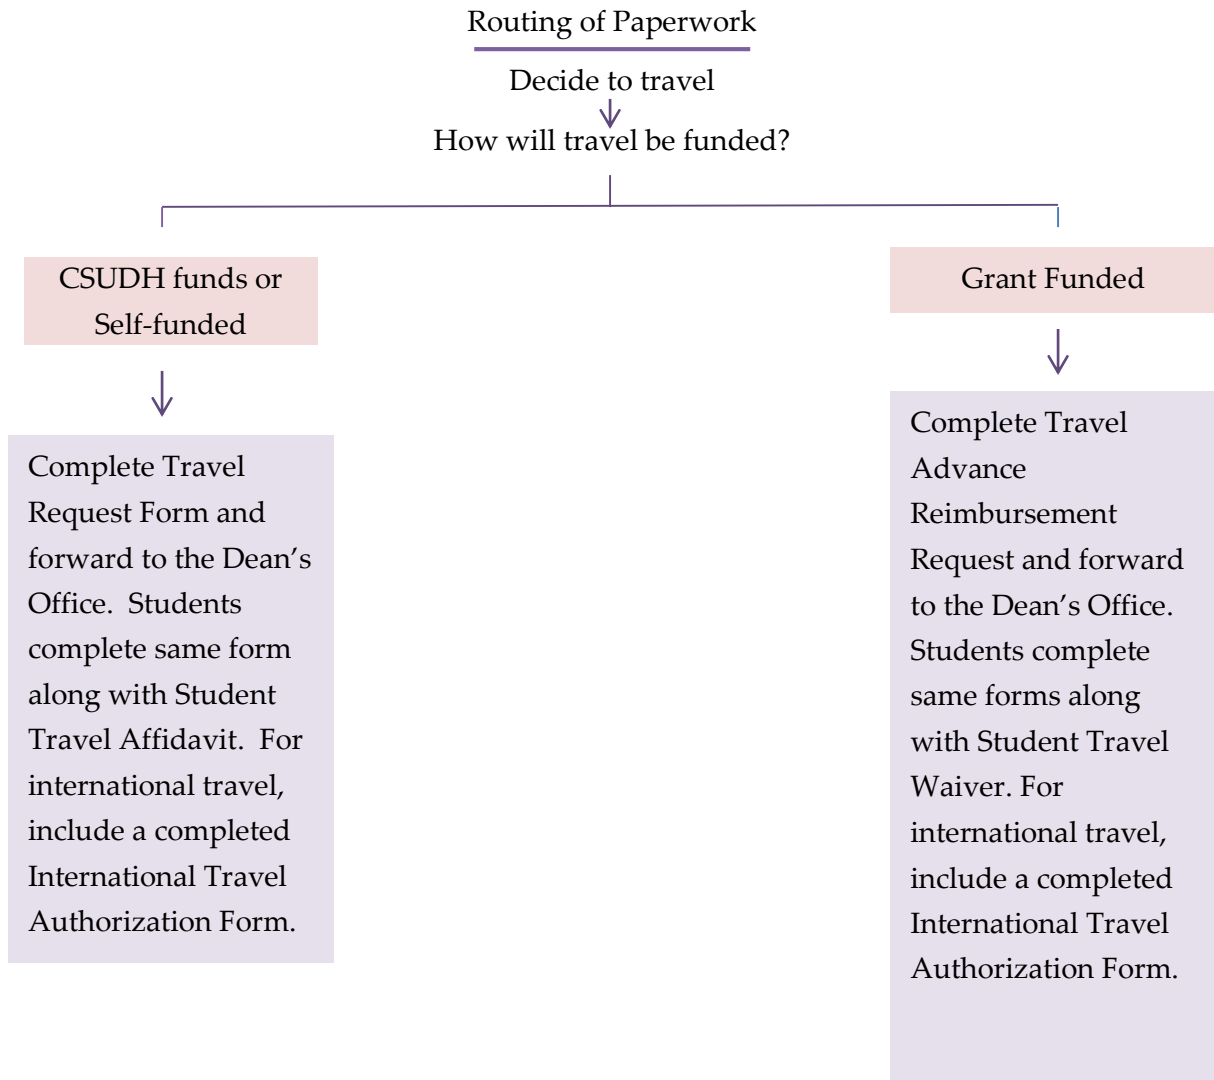 Routing of Paperwork
Decide to travel
How will travel be funded?
CSUDH funds or
Self-funded
Complete Travel
Request Form and
forward to the Dean’s
Office.  Students
complete same form
along with Student
Travel Affidavit.  For
international travel,
include a completed
International Travel
Authorization Form.
Grant Funded
Complete Travel
Advance
Reimbursement
Request and forward
to the Dean’s Office.
Students complete
same forms along
with Student Travel
Waiver. For
international travel,
include a completed
International Travel
Authorization Form.